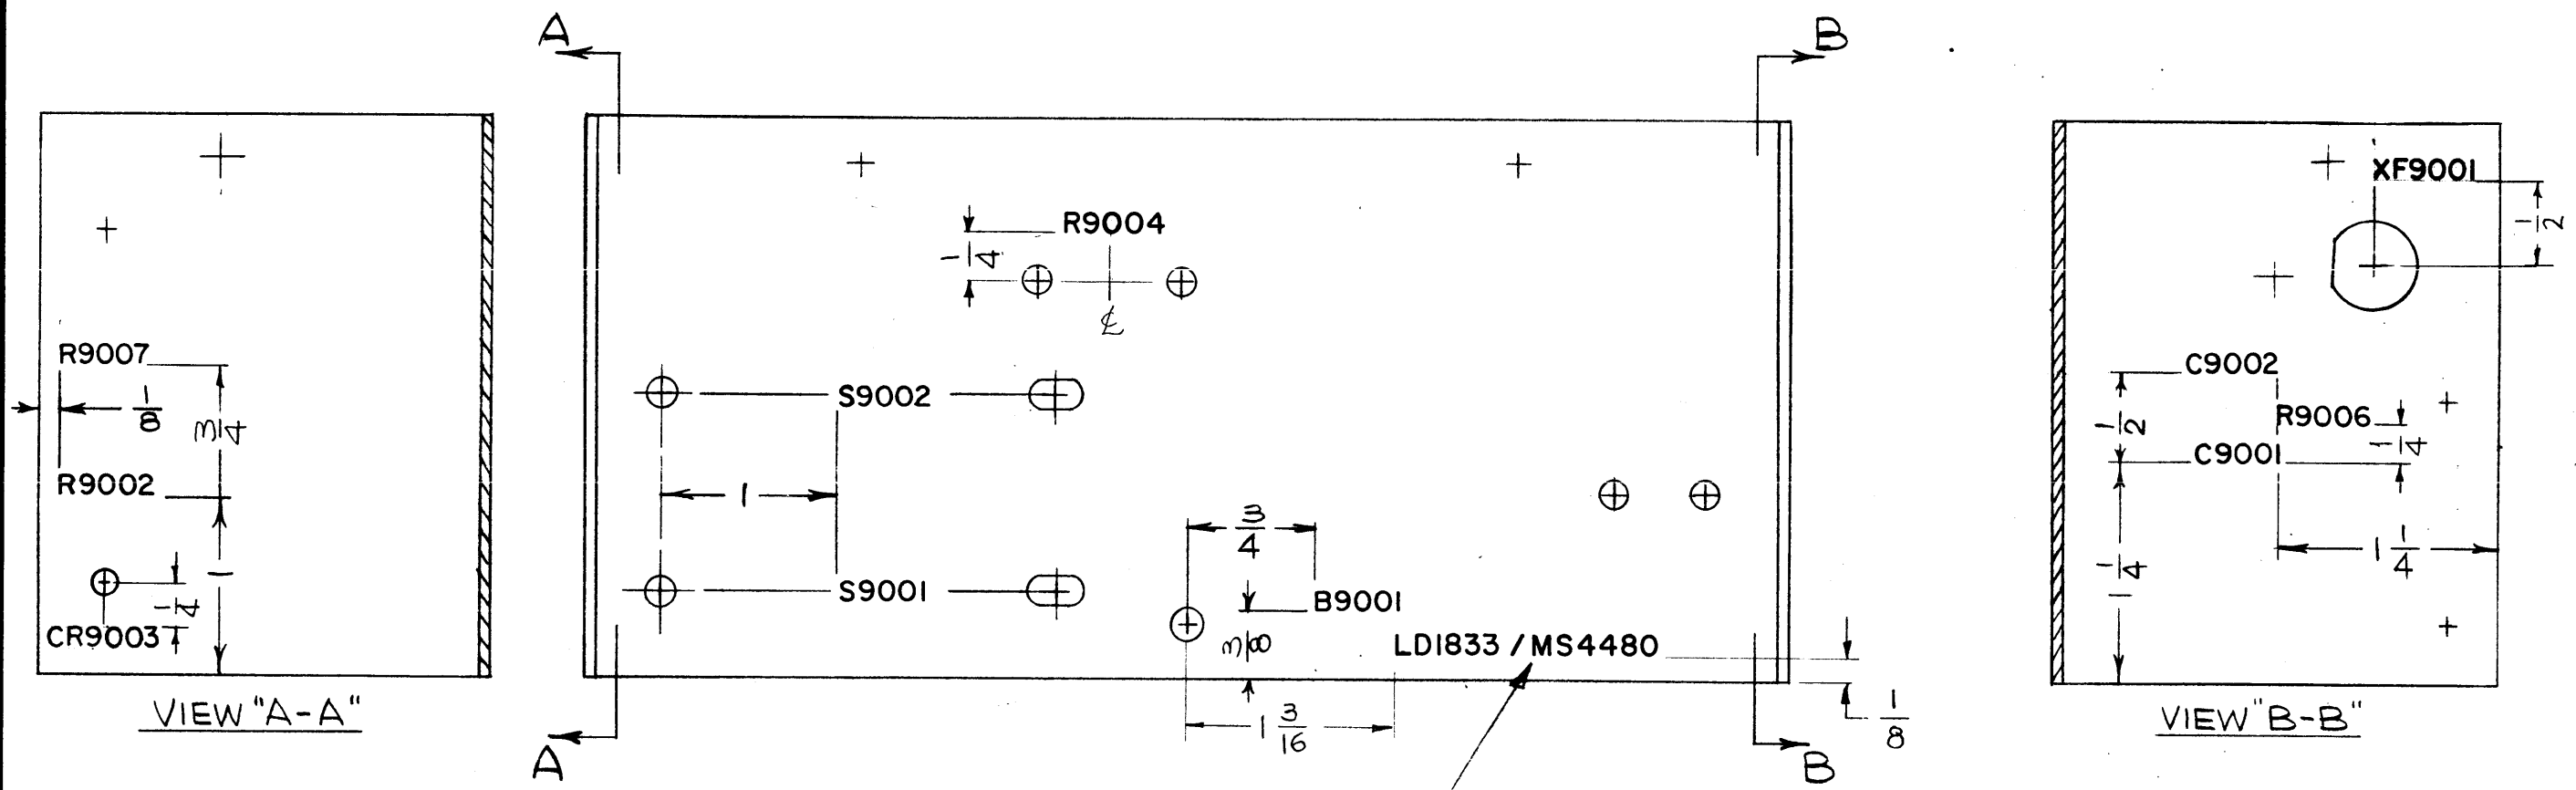 A
B
R9007
1/8
3/4
R9002
1
1/4
CR9003
VIEW "A-A"
R9004
1/4
℄
S9002
1
S9001
3/4
B9001
3/8
LD1833 / MS4480
1 3/16
1/8
A
B
XF9001
1/2
C9002
R9006
1/2
1/4
C9001
1 1/4
1 1/4
VIEW "B-B"